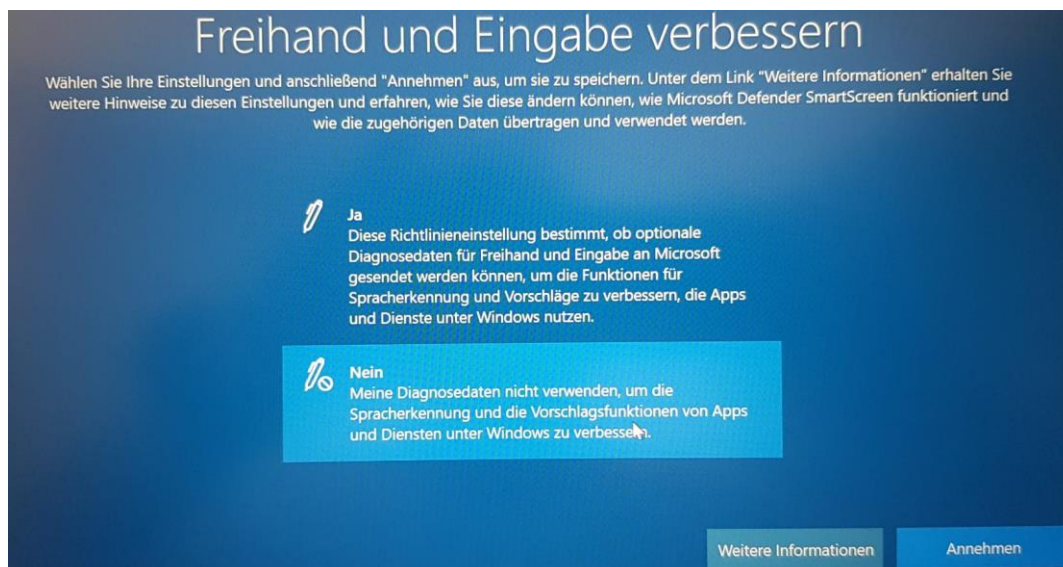 Freihand und Eingabe verbessern
Wählen Sie Ihre Einstellungen und anschließend "Annehmen" aus, um sie zu speichern. Unter dem Link "Weitere Informationen" erhalten Sie
weitere Hinweise zu diesen Einstellungen und erfahren, wie Sie diese ändern können, wie Microsoft Defender SmartScreen funktioniert und
wie die zugehörigen Daten übertragen und verwendet werden.
Ja
Diese Richtlinieneinstellung bestimmt, ob optionale
Diagnosedaten für Freihand und Eingabe an Microsoft
gesendet werden können, um die Funktionen für
Spracherkennung und Vorschläge zu verbessern, die Apps
und Dienste unter Windows nutzen.
Nein
Meine Diagnosedaten nicht verwenden, um die
Spracherkennung und die Vorschlagsfunktionen von Apps
und Diensten unter Windows zu verbessern.
Weitere Informationen
Annehmen